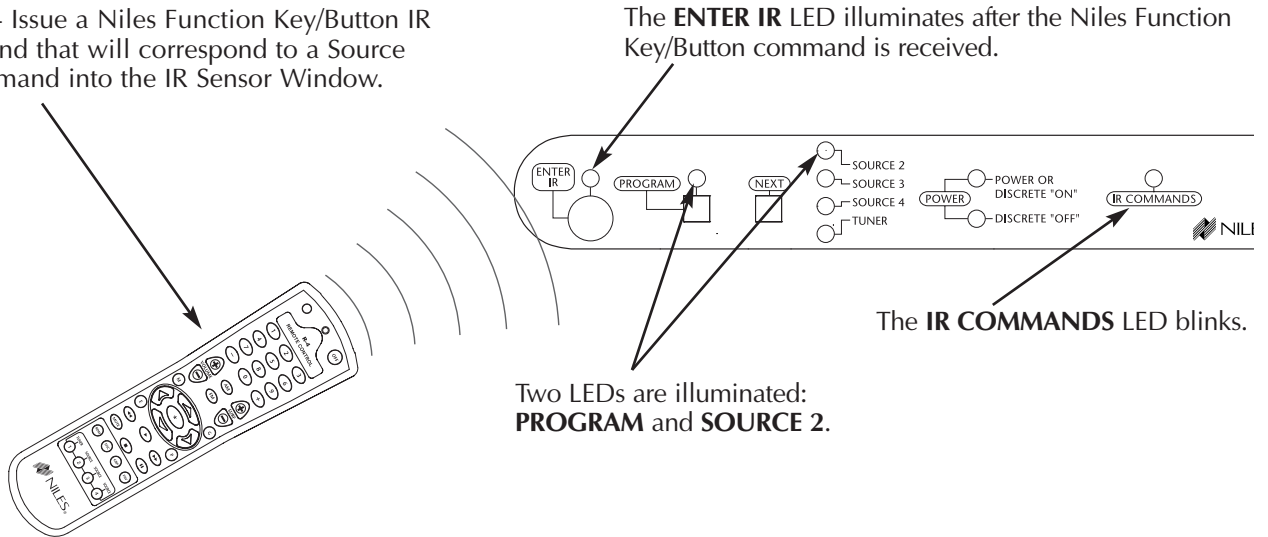 - Issue a Niles Function Key/Button IR
nd that will correspond to a Source
mand into the IR Sensor Window.
The ENTER IR LED illuminates after the Niles Function
Key/Button command is received.
ENTER
IR
PROGRAM
NEXT
SOURCE 2
SOURCE 3
SOURCE 4
TUNER
POWER
POWER OR
DISCRETE "ON"
DISCRETE "OFF"
IR COMMANDS
NILE
The IR COMMANDS LED blinks.
Two LEDs are illuminated:
PROGRAM and SOURCE 2.
R-4
REMOTE CONTROL
NILES